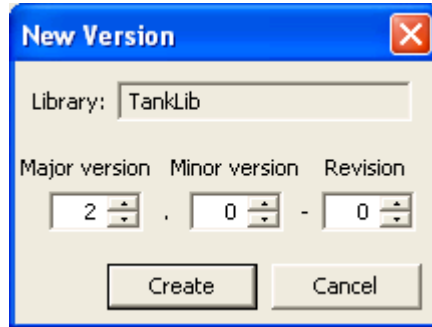 New Version
Library: TankLib
Major version Minor version Revision
2 . 0 - 0
Create Cancel